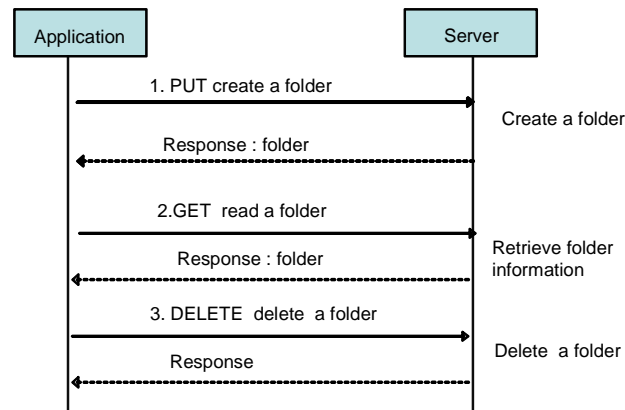 Application
Server
1. PUT create a folder
Create a folder
Response : folder
2.GET read a folder
Retrieve folder
information
Response : folder
3. DELETE delete a folder
Delete a folder
Response